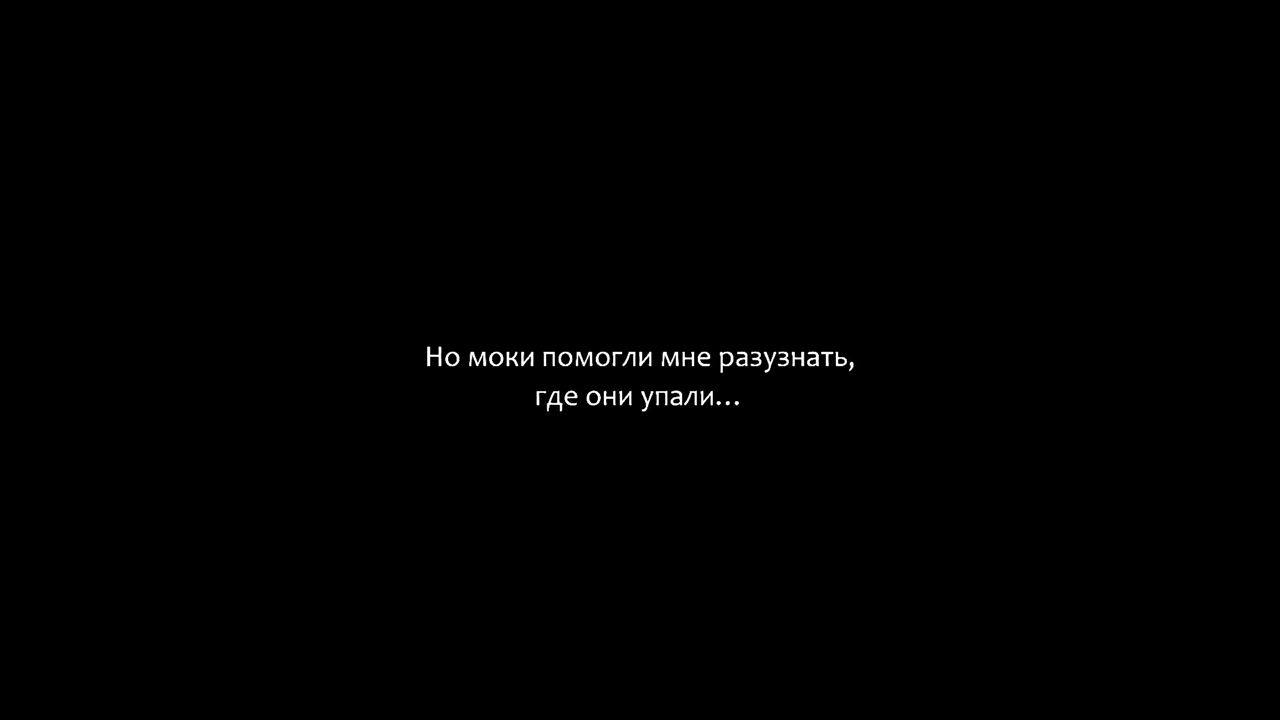 Но моки помогли мне разузнать,
где они упали...